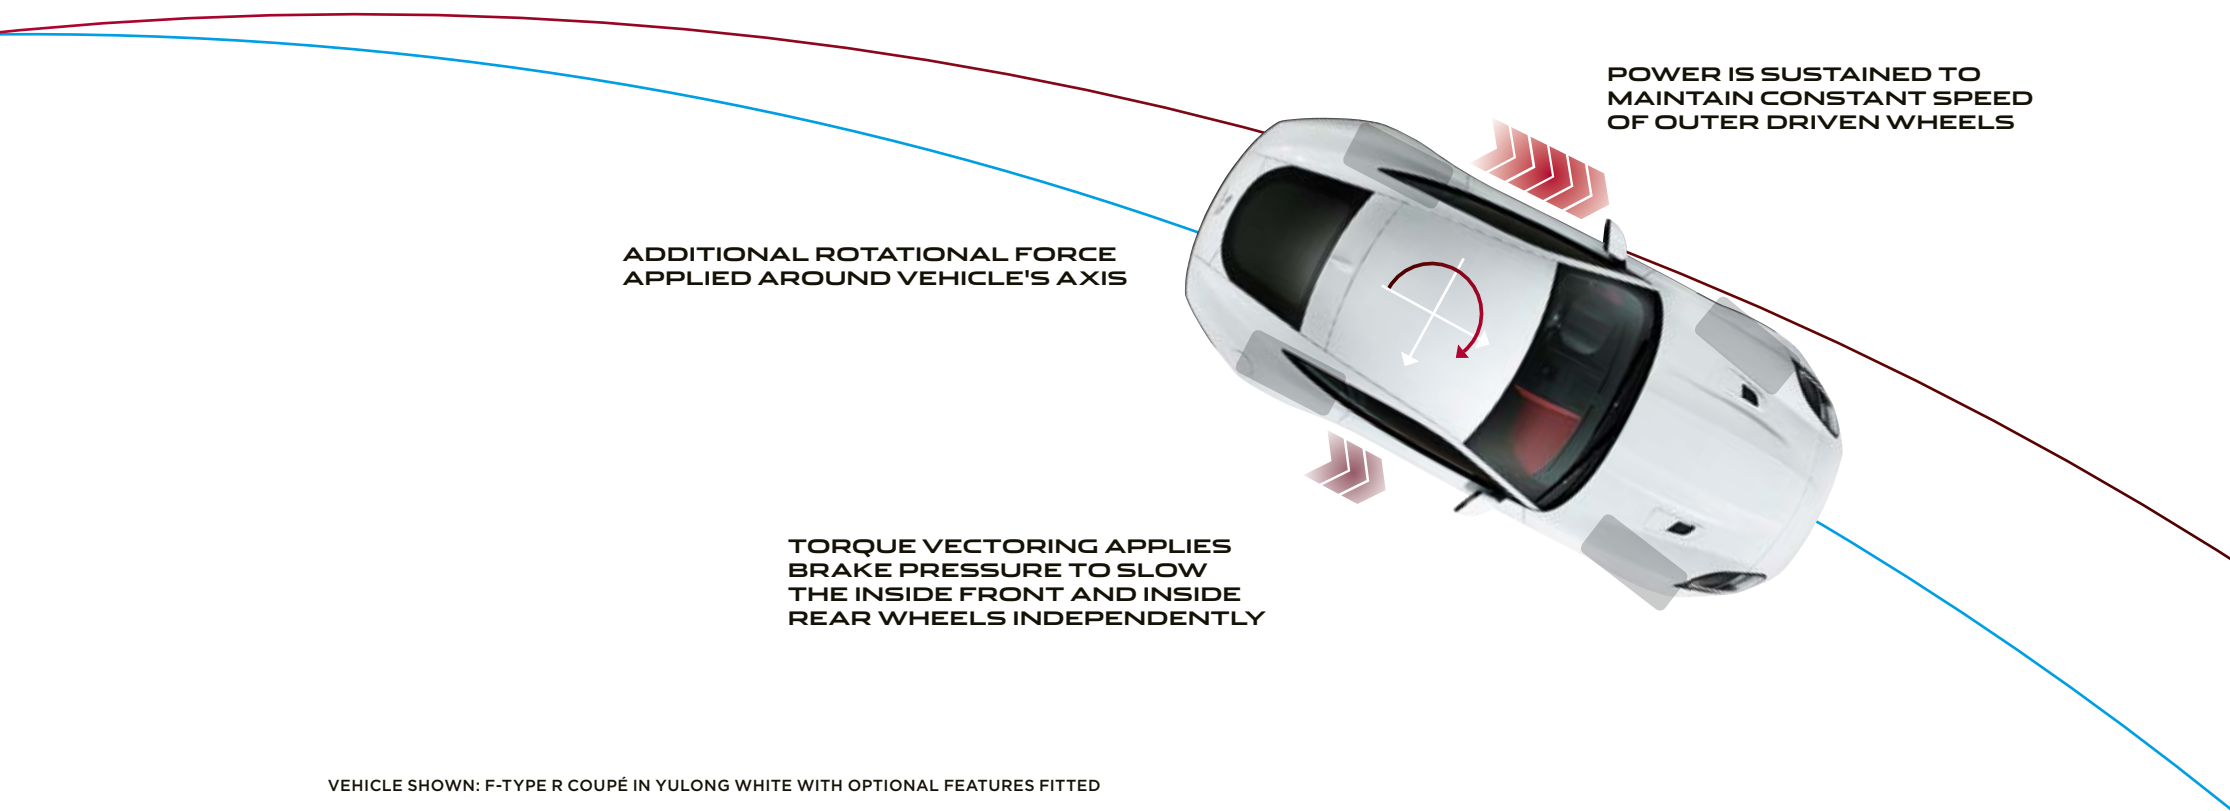 POWER IS SUSTAINED TO
MAINTAIN CONSTANT SPEED
OF OUTER DRIVEN WHEELS
ADDITIONAL ROTATIONAL FORCE
APPLIED AROUND VEHICLE'S AXIS
TORQUE VECTORING APPLIES
BRAKE PRESSURE TO SLOW
THE INSIDE FRONT AND INSIDE
REAR WHEELS INDEPENDENTLY
VEHICLE SHOWN: F-TYPE R COUPÉ IN YULONG WHITE WITH OPTIONAL FEATURES FITTED